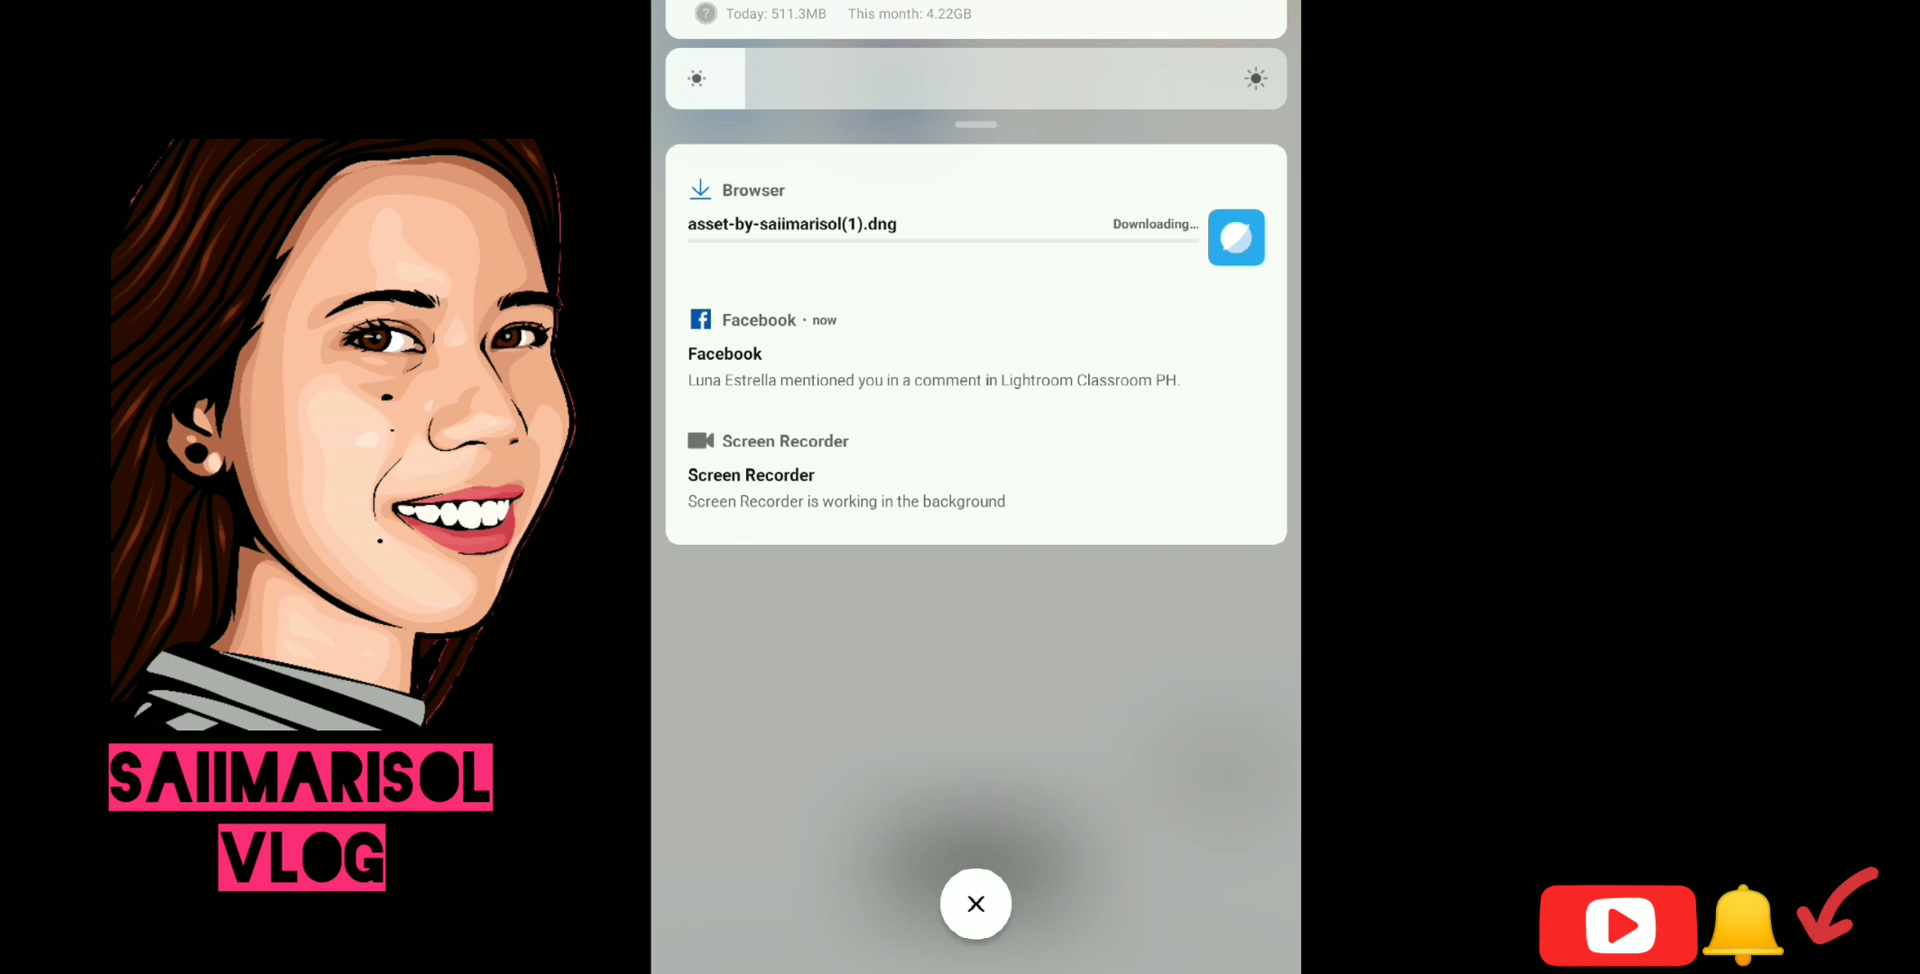 Today: 511.3MB This month: 4.22GB
Browser
asset-by-saiimarisol(1).dng Downloading...
Facebook · now
Facebook
Luna Estrella mentioned you in a comment in Lightroom Classroom PH.
Screen Recorder
Screen Recorder
Screen Recorder is working in the background
SAIIMARISOL
VLOG